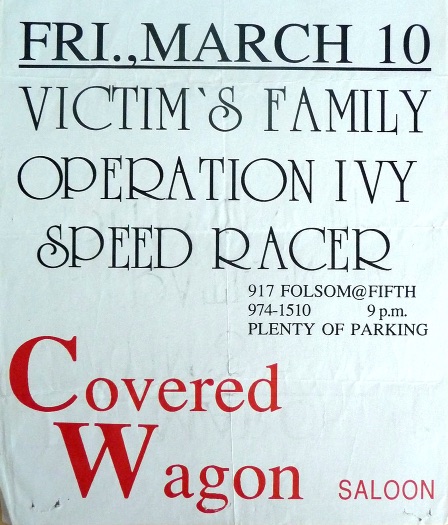 FRI.,MARCH 10
VICTIM`S FAMILY
OPERATION IVY
SPEED RACER
917 FOLSOM@FIFTH
974-1510 9 p.m.
PLENTY OF PARKING
Covered
Wagon SALOON